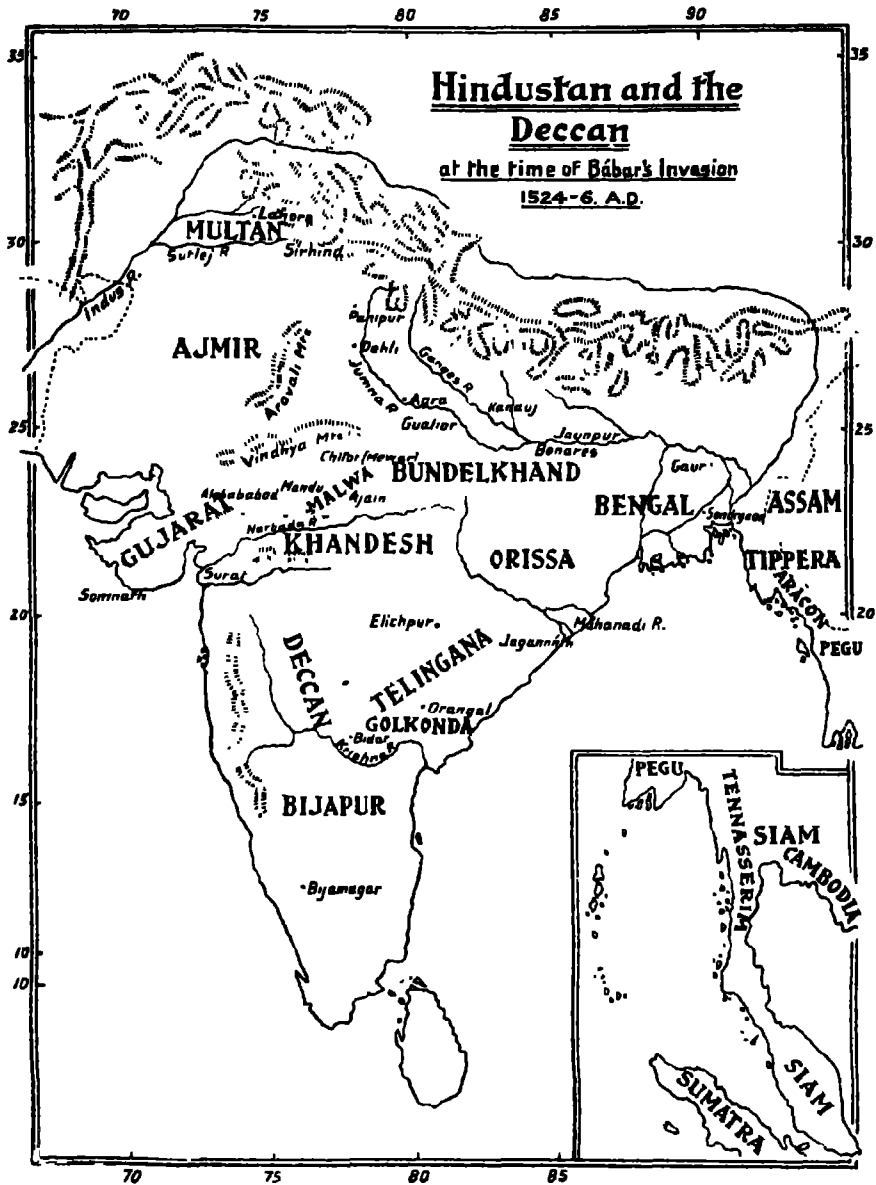 70 75 80 85 90
35 35
Hindustan and the
Deccan
at the time of Bábar's Invasion
1524-6. A.D.
Lahore
MULTAN
30 30
Sutlej R Sirhind
Indus R.
Panipur
AJMIR
Dehli
Aravali Mts
Ganges R.
Jumna R
Agra
Kanauj
Gualior
25 25
Jaunpur
Benares
Vindhya Mts
Chitor (Mewar)
BUNDELKHAND
Gaur
Mandu
MALWA
Ajain
BENGAL
ASSAM
GUJARAT
Narbada R
KHANDESH
ORISSA
TIPPERA
Surat
Somnath
ARACON
20 20
Elichpur
Mahanadi R.
Jagannath
PEGU
DECCAN
TELINGANA
Orangal
GOLKONDA
Bidar
Krishna R
15
BIJAPUR
Bijanagar
10
10
PEGU
TENNASSERIM
SIAM
CAMBODIA
SIAM
SUMATRA
70 75 80 85